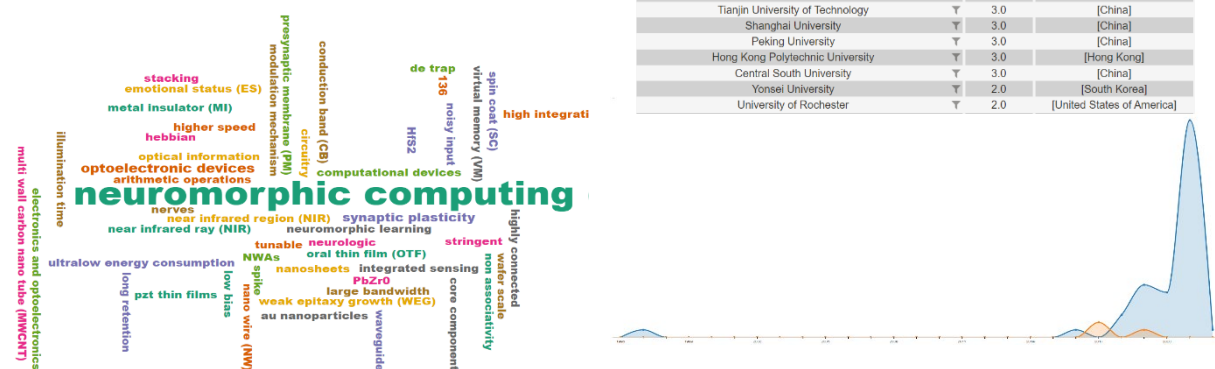 presynaptic membrane (PM)
modulation mechanism
conduction band (CB)
circuitry
stacking
emotional status (ES)
metal insulator (MI)
higher speed
hebbian
optical information
optoelectronic devices
arithmetic operations
illumination time
de trap
136
virtual memory (VM)
spin coat (SC)
noisy input
HfS2
high integrati
computational devices
neuromorphic computing
multi wall carbon nano tube (MWCNT)
electronics and optoelectronics
nerves
near infrared region (NIR)
synaptic plasticity
near infrared ray (NIR)
neuromorphic learning
tunable
neurologic
stringent
highly connected
NWAs
oral thin film (OTF)
ultralow energy consumption
spike
nanosheets
integrated sensing
non associativity
wafer scale
PbZr0
long retention
pzt thin films
low bias
large bandwidth
weak epitaxy growth (WEG)
nano wire (NW)
au nanoparticles
waveguide
core component
Tianjin University of Technology 3.0 [China]
Shanghai University 3.0 [China]
Peking University 3.0 [China]
Hong Kong Polytechnic University 3.0 [Hong Kong]
Central South University 3.0 [China]
Yonsei University 2.0 [South Korea]
University of Rochester 2.0 [United States of America]